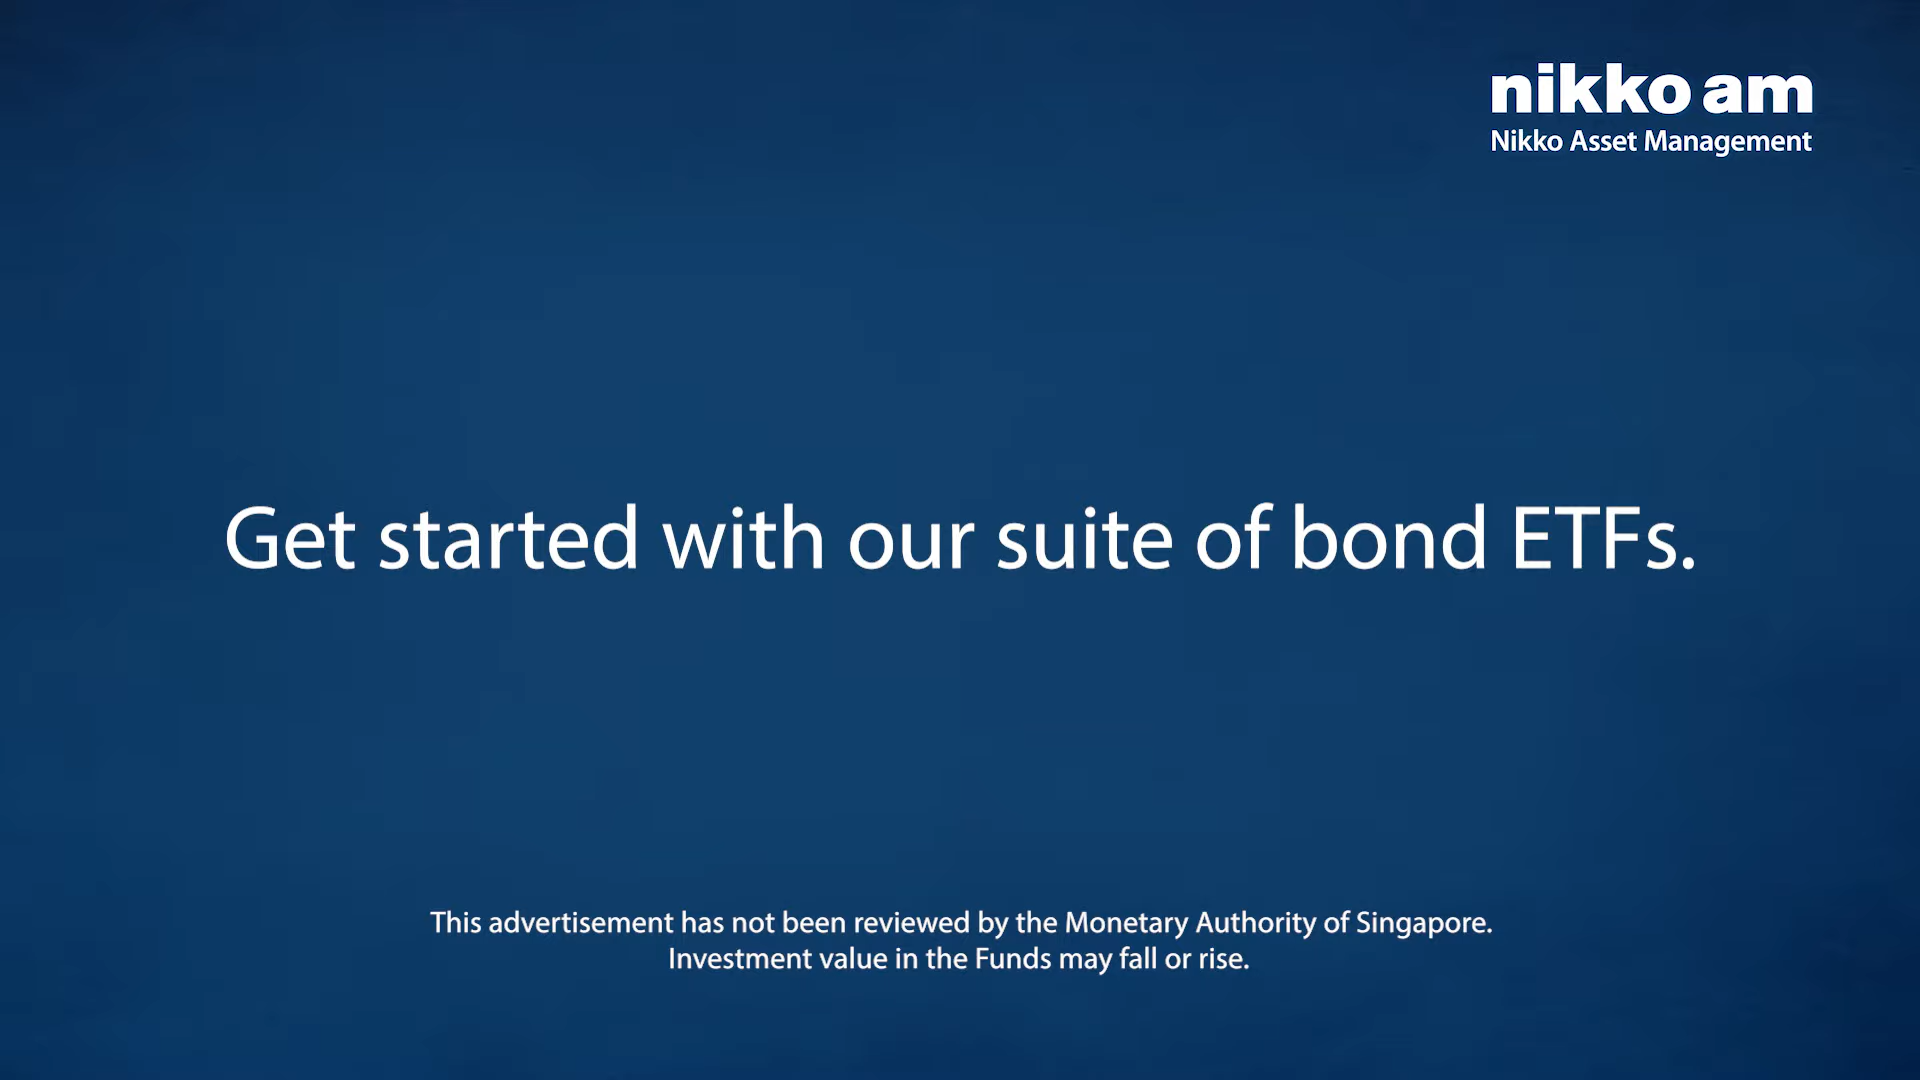 nikko am
Nikko Asset Management
Get started with our suite of bond ETFs.
This advertisement has not been reviewed by the Monetary Authority of Singapore.
Investment value in the Funds may fall or rise.